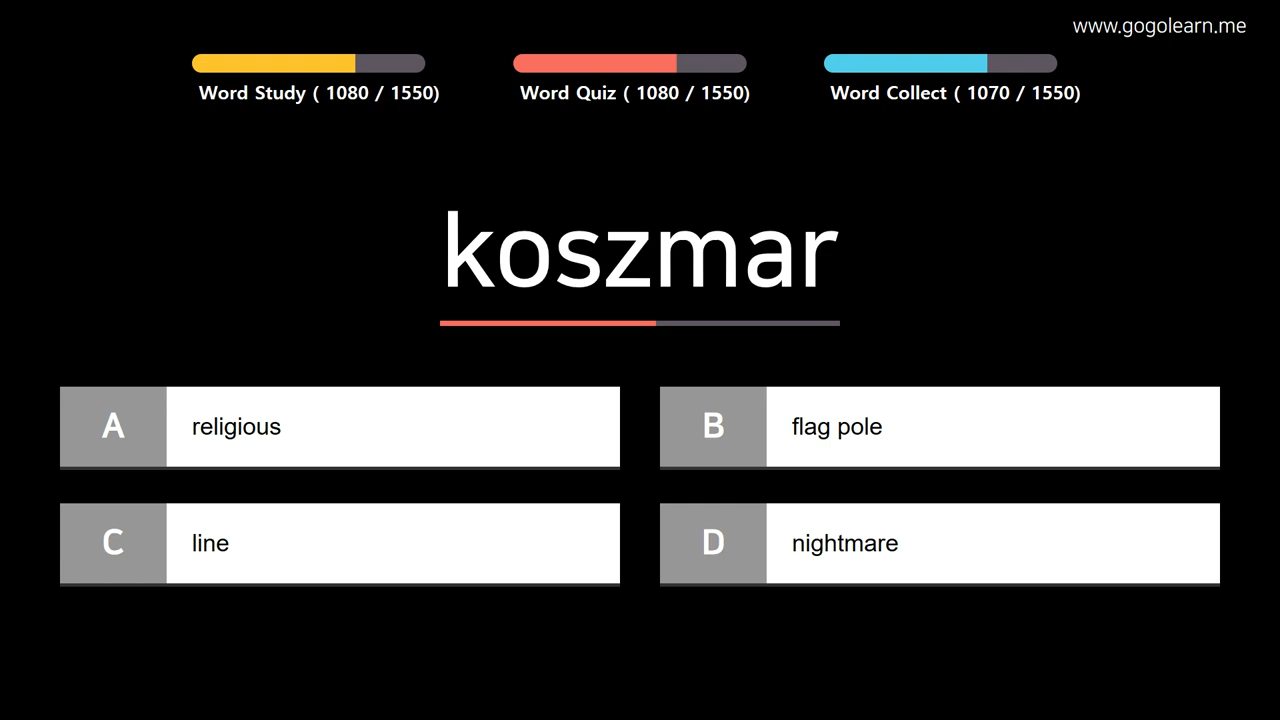 www.gogolearn.me
Word Study ( 1080 / 1550)
Word Quiz ( 1080 / 1550)
Word Collect ( 1070 / 1550)
koszmar
A religious
B flag pole
C line
D nightmare